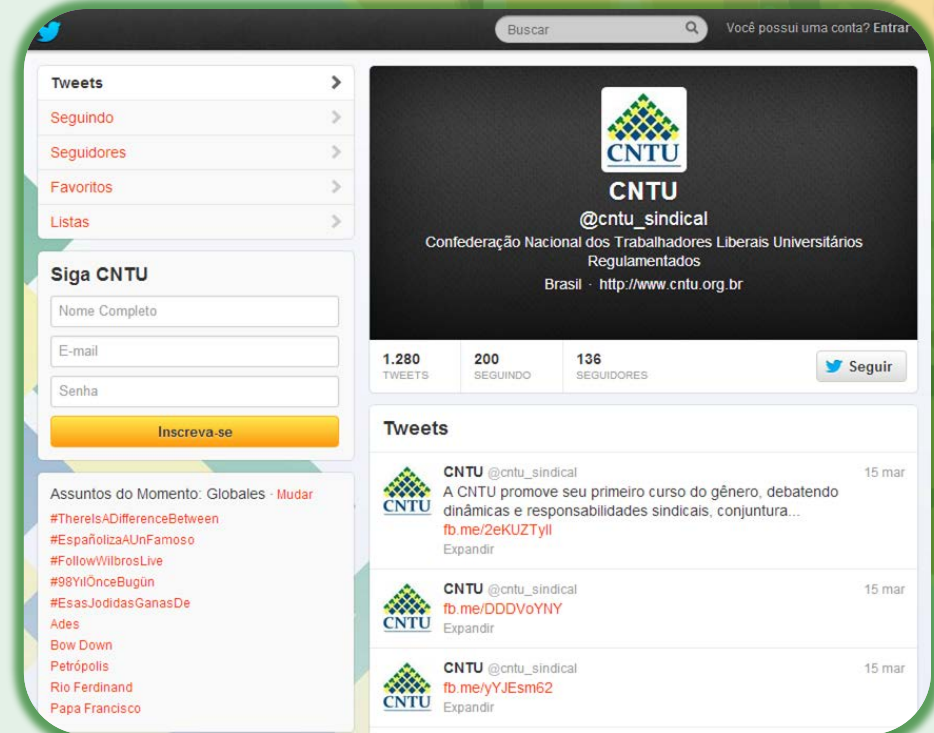 Buscar
Você possui uma conta? Entrar
Tweets
Seguindo
Seguidores
Favoritos
Listas
Siga CNTU
Nome Completo
E-mail
Senha
Inscreva-se
Assuntos do Momento: Globales · Mudar
#ThereIsADifferenceBetween
#EspañolizaAUnFamoso
#FollowWilbrosLive
#98YılÖnceBugün
#EsasJodidasGanasDe
Ades
Bow Down
Petrópolis
Rio Ferdinand
Papa Francisco
CNTU
CNTU
@cntu_sindical
Confederação Nacional dos Trabalhadores Liberais Universitários
Regulamentados
Brasil · http://www.cntu.org.br
1.280 200 136
TWEETS SEGUINDO SEGUIDORES
Seguir
Tweets
CNTU
CNTU @cntu_sindical 15 mar
A CNTU promove seu primeiro curso do gênero, debatendo
dinâmicas e responsabilidades sindicais, conjuntura...
fb.me/2eKUZTyIl
Expandir
CNTU
CNTU @cntu_sindical 15 mar
fb.me/DDDVoYNY
Expandir
CNTU
CNTU @cntu_sindical 15 mar
fb.me/yYJEsm62
Expandir